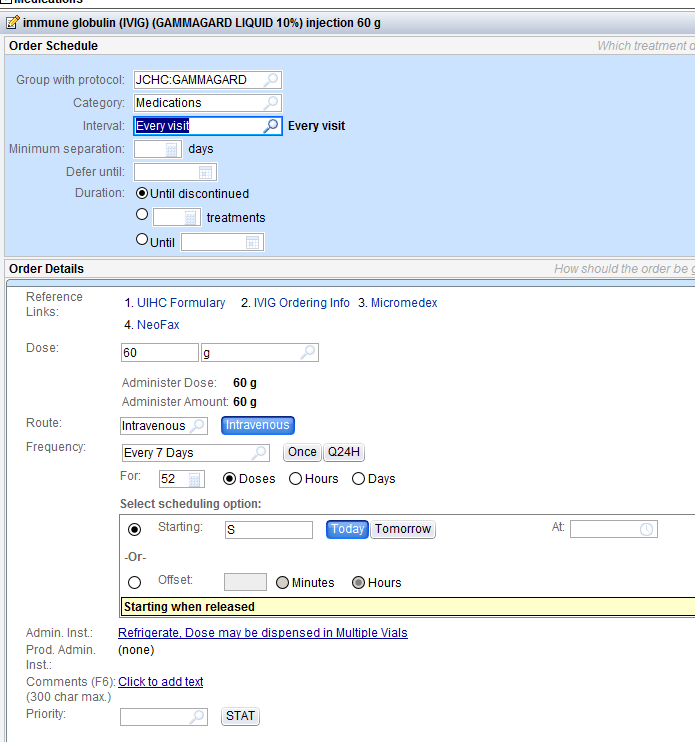 Medications
immune globulin (IVIG) (GAMMAGARD LIQUID 10%) injection 60 g
Order Schedule
Which treatment d
Group with protocol: JCHC:GAMMAGARD
Category: Medications
Interval: Every visit Every visit
Minimum separation: days
Defer until:
Duration: Until discontinued
treatments
Until
Order Details
How should the order be g
Reference Links:
1. UIHC Formulary 2. IVIG Ordering Info 3. Micromedex
4. NeoFax
Dose: 60 g
Administer Dose: 60 g
Administer Amount: 60 g
Route: Intravenous Intravenous
Frequency: Every 7 Days Once Q24H
For: 52 Doses Hours Days
Select scheduling option:
Starting: S Today Tomorrow At:
-Or-
Offset: Minutes Hours
Starting when released
Admin. Inst.: Refrigerate, Dose may be dispensed in Multiple Vials
Prod. Admin. (none)
Inst.:
Comments (F6): Click to add text
(300 char max.)
Priority: STAT